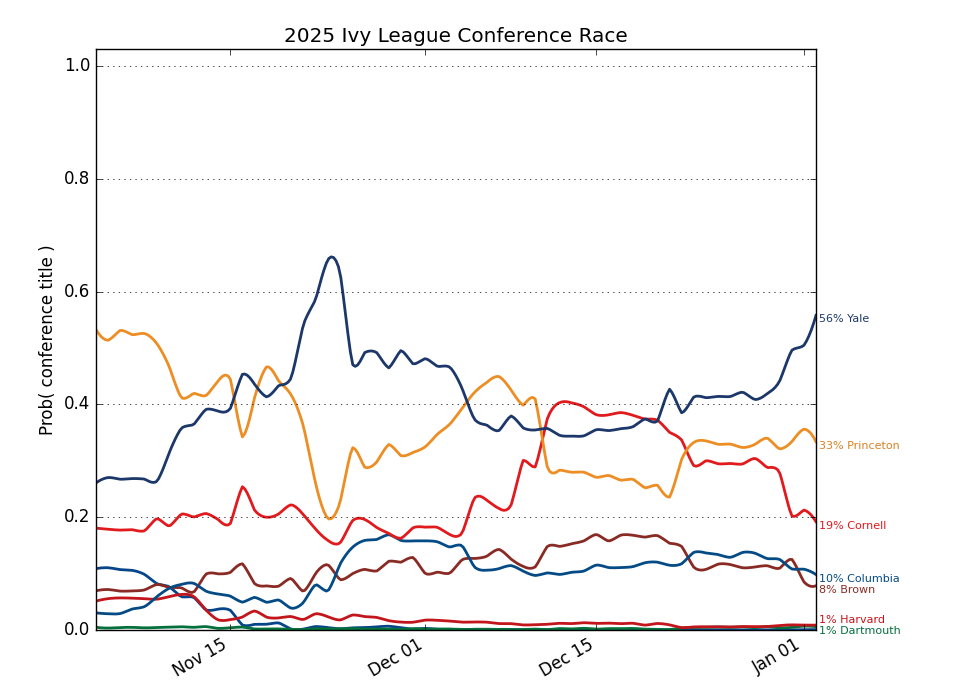 2025 Ivy League Conference Race
Prob( conference title )
1.0
0.8
0.6
0.4
0.2
0.0
Nov 15
Dec 01
Dec 15
Jan 01
56% Yale
33% Princeton
19% Cornell
10% Columbia
8% Brown
1% Harvard
1% Dartmouth